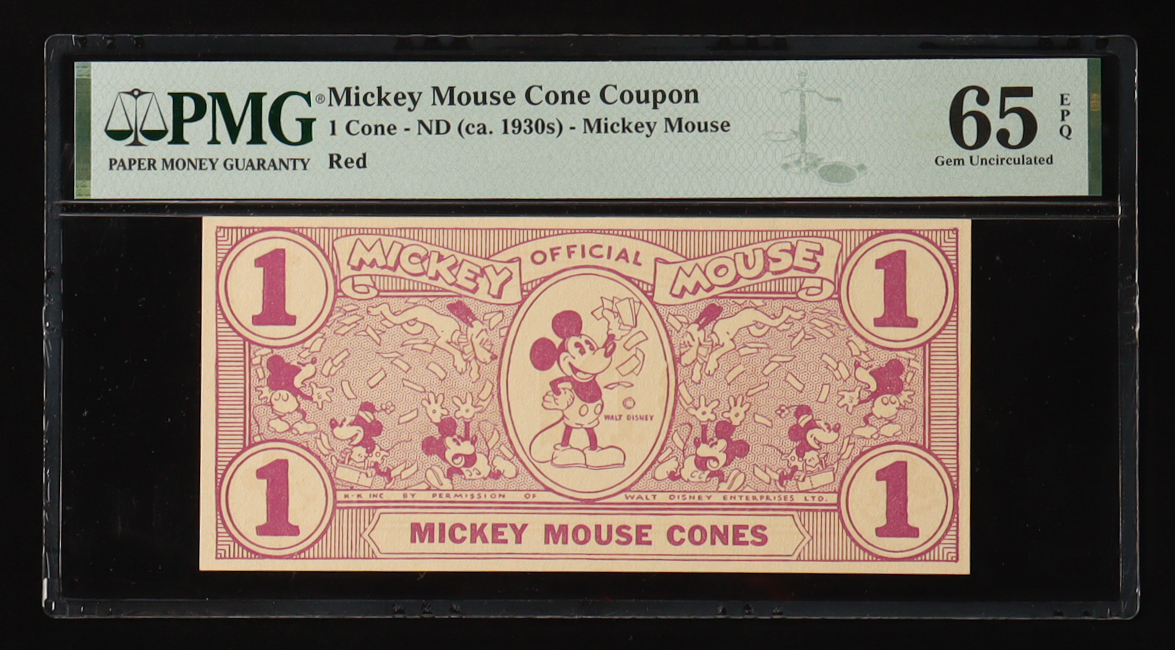 PMG® Mickey Mouse Cone Coupon
1 Cone - ND (ca. 1930s) - Mickey Mouse
PAPER MONEY GUARANTY Red
65 EPQ
Gem Uncirculated
1 MICKEY OFFICIAL MOUSE 1
© WALT DISNEY
K-K INC BY PERMISSION OF WALT DISNEY ENTERPRISES LTD.
1 MICKEY MOUSE CONES 1